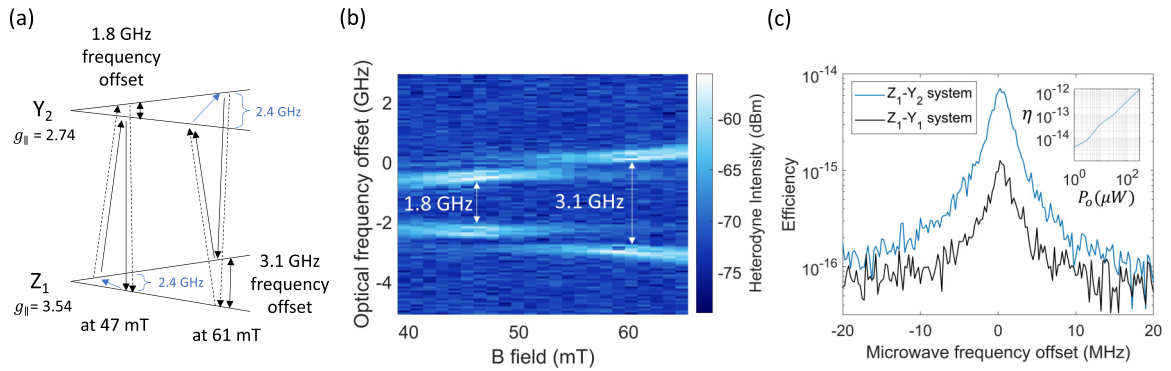 (a)
1.8 GHz
frequency
offset
Y2
g∥ = 2.74
2.4 GHz
Z1
g∥ = 3.54
2.4 GHz
3.1 GHz
frequency
offset
at 47 mT
at 61 mT
(b)
Optical frequency offset (GHz)
2
0
-2
-4
1.8 GHz
3.1 GHz
40
50
60
B field (mT)
-60
-65
-70
-75
Heterodyne Intensity (dBm)
(c)
Efficiency
10^-14
10^-15
10^-16
Z1-Y2 system
Z1-Y1 system
η
10^-12
10^-13
10^-14
10^0
10^2
Po(μW)
-20
-10
0
10
20
Microwave frequency offset (MHz)